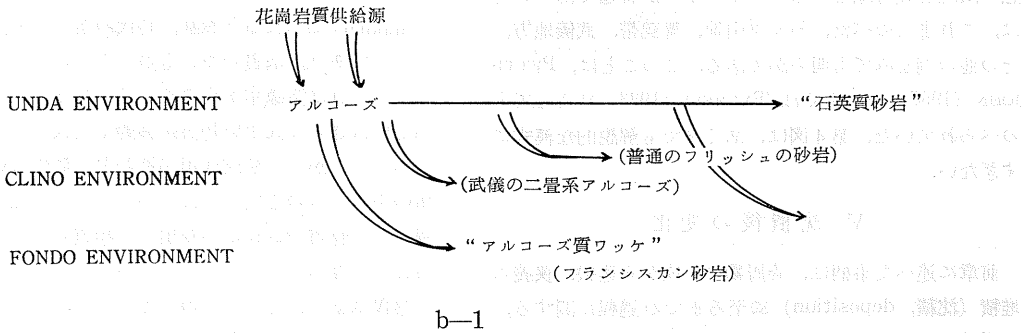 花崗岩質供給源
UNDA ENVIRONMENT アルコーズ “石英質砂岩”
(普通のフリッシュの砂岩)
CLINO ENVIRONMENT (武儀の二畳系アルコーズ)
FONDO ENVIRONMENT “アルコーズ質ワッケ”
(フランシスカン砂岩)
b—1